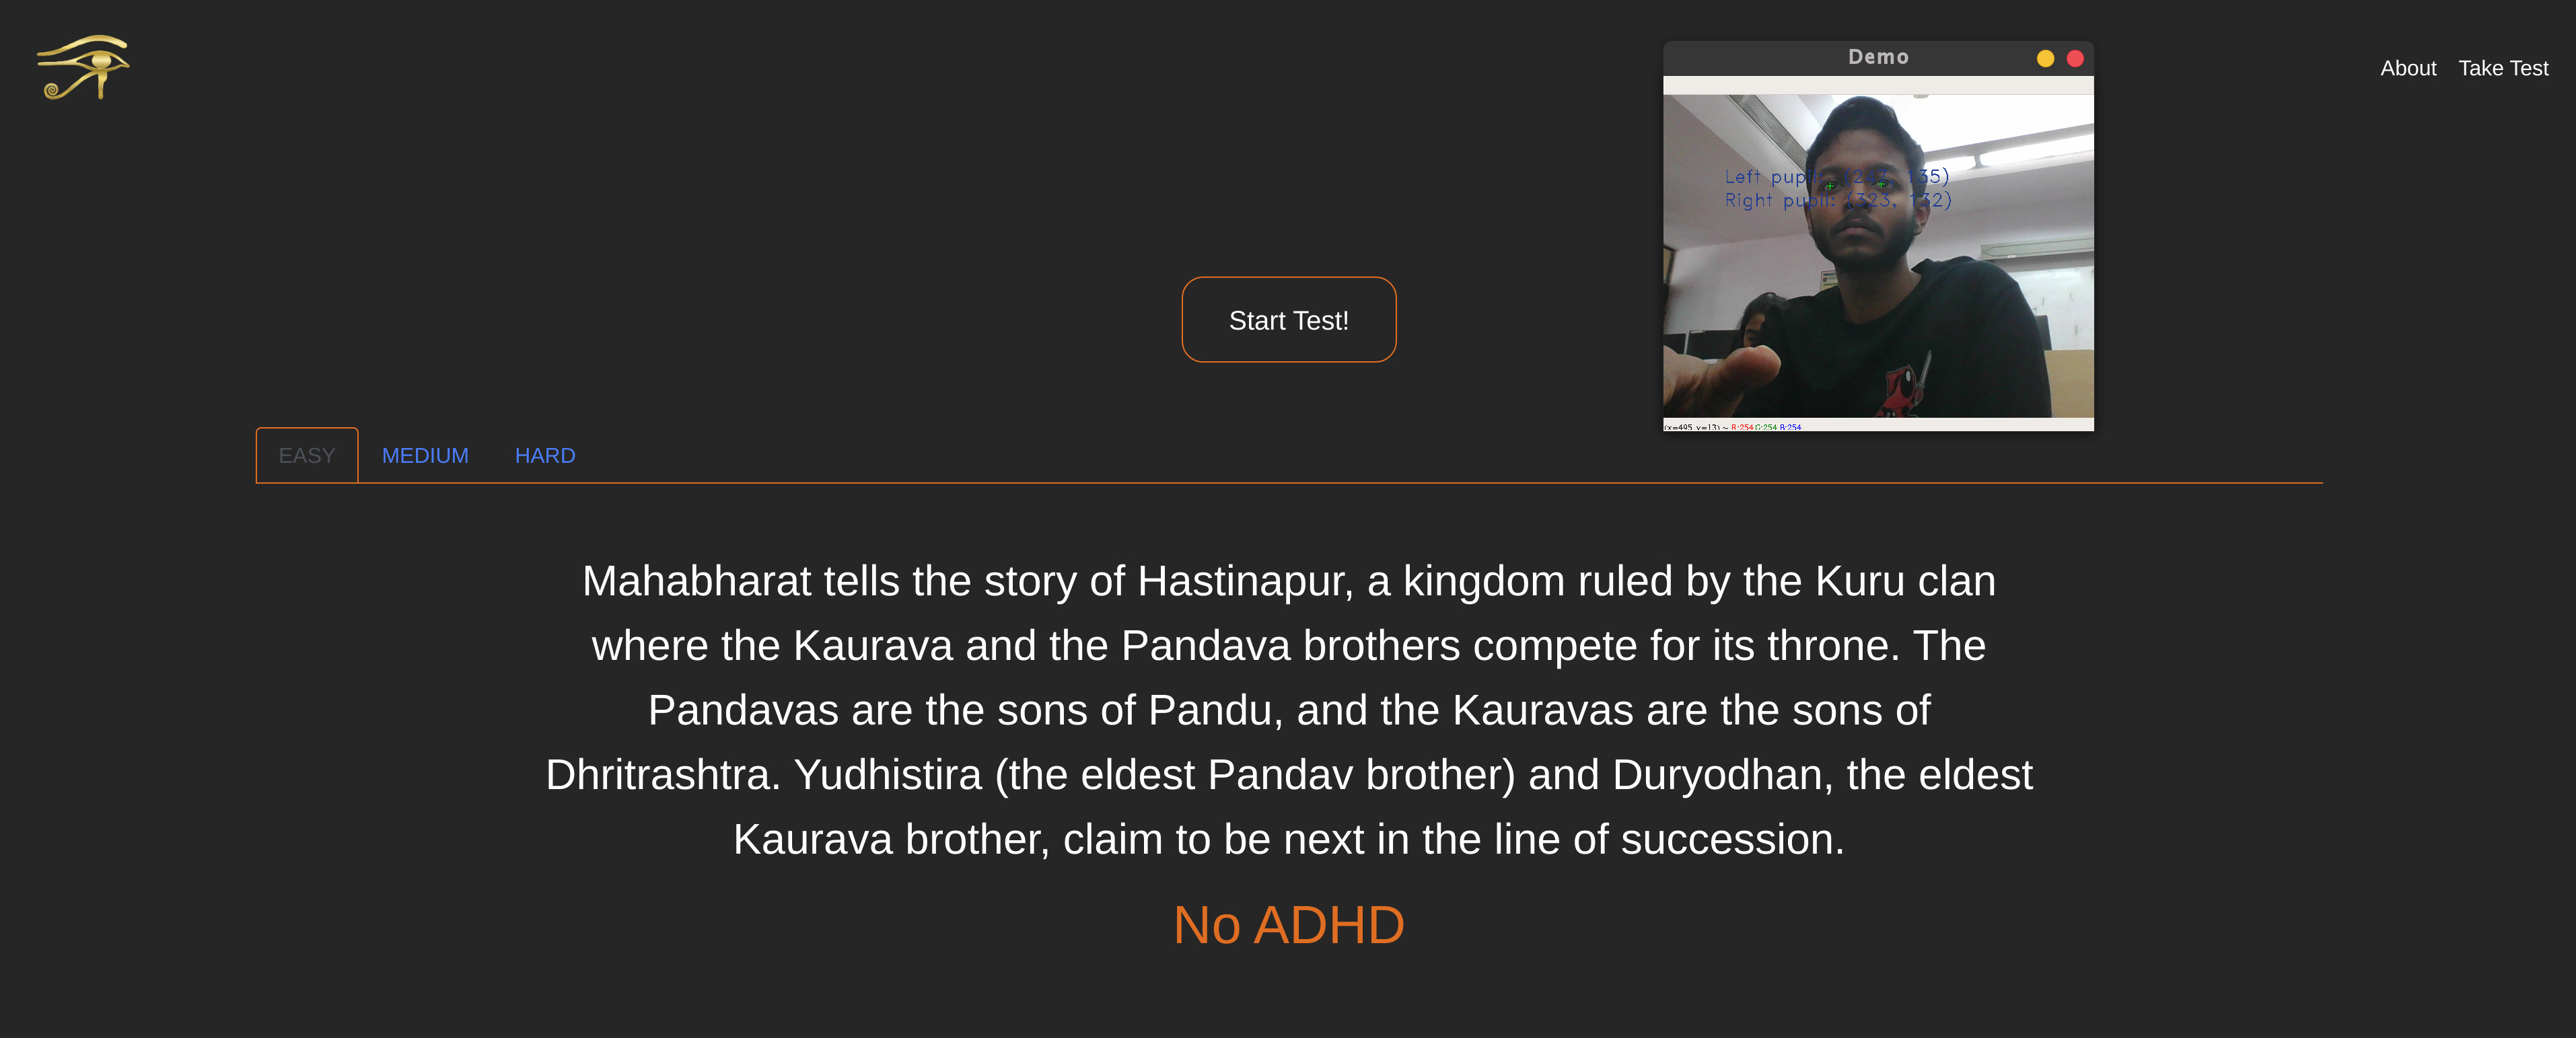 Demo
About Take Test
Left pupil: (247, 135)
Right pupil: (323, 132)
Start Test!
(x=495, y=13) ~ R:254 G:254 B:254
EASY MEDIUM HARD
Mahabharat tells the story of Hastinapur, a kingdom ruled by the Kuru clan
where the Kaurava and the Pandava brothers compete for its throne. The
Pandavas are the sons of Pandu, and the Kauravas are the sons of
Dhritrashtra. Yudhistira (the eldest Pandav brother) and Duryodhan, the eldest
Kaurava brother, claim to be next in the line of succession.
No ADHD